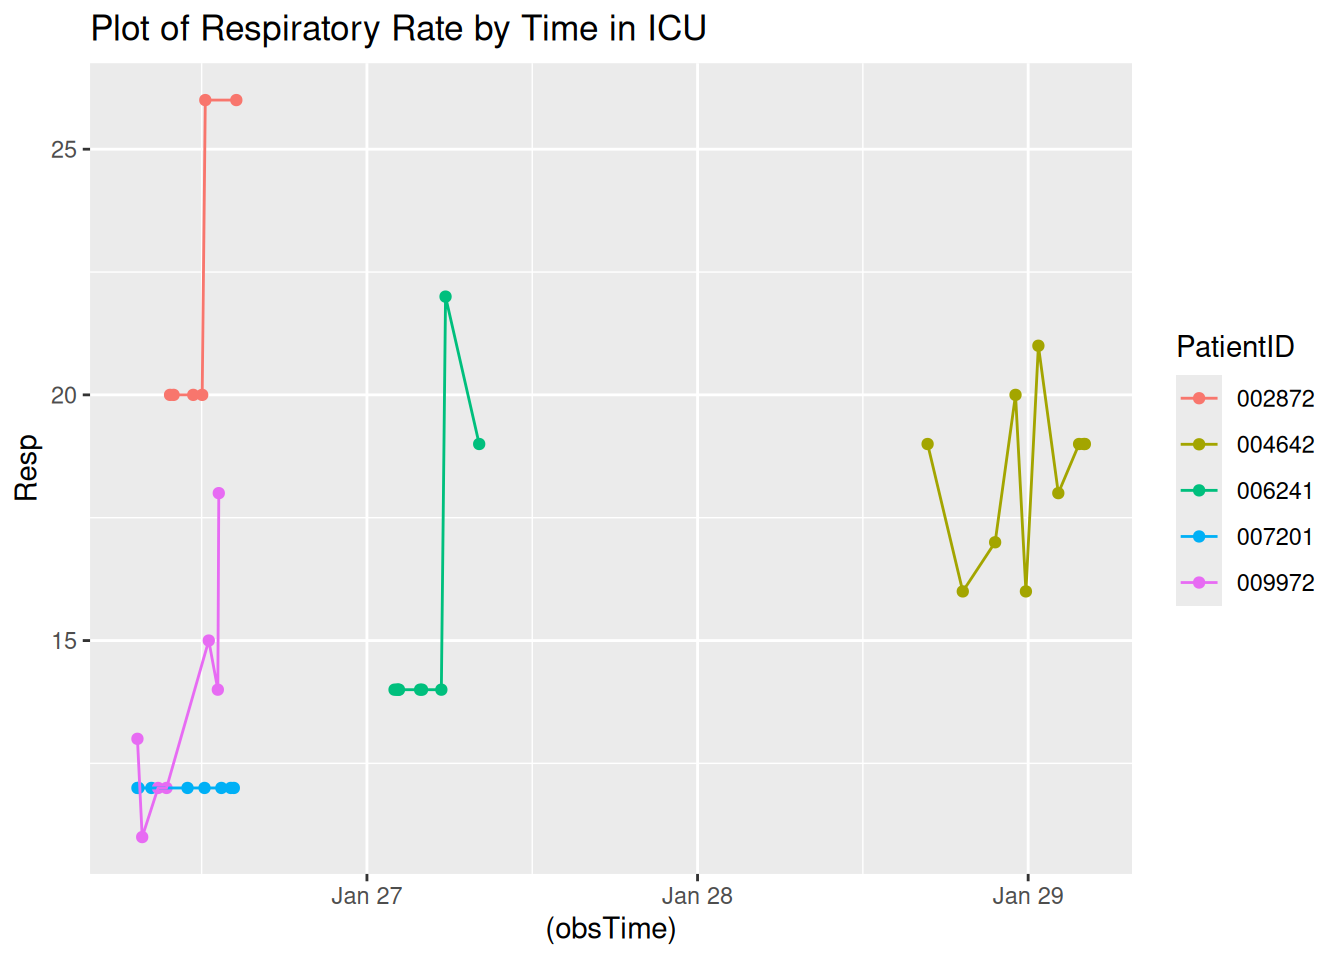 Plot of Respiratory Rate by Time in ICU
25
20
15
Resp
Jan 27
Jan 28
Jan 29
(obsTime)
PatientID
002872
004642
006241
007201
009972